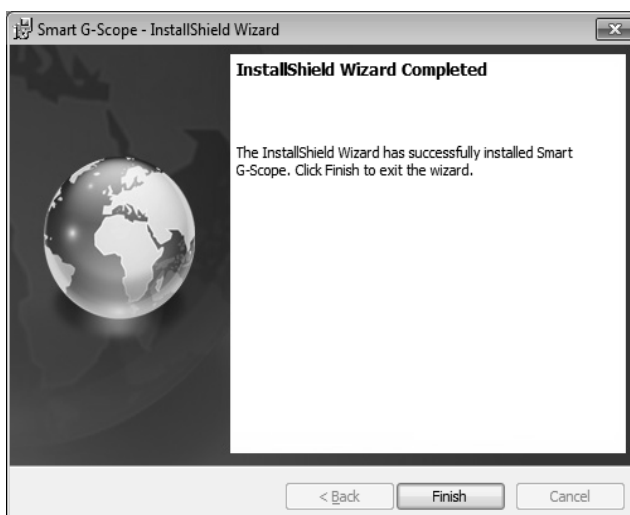 Smart G-Scope - InstallShield Wizard
InstallShield Wizard Completed
The InstallShield Wizard has successfully installed Smart
G-Scope. Click Finish to exit the wizard.
< Back
Finish
Cancel